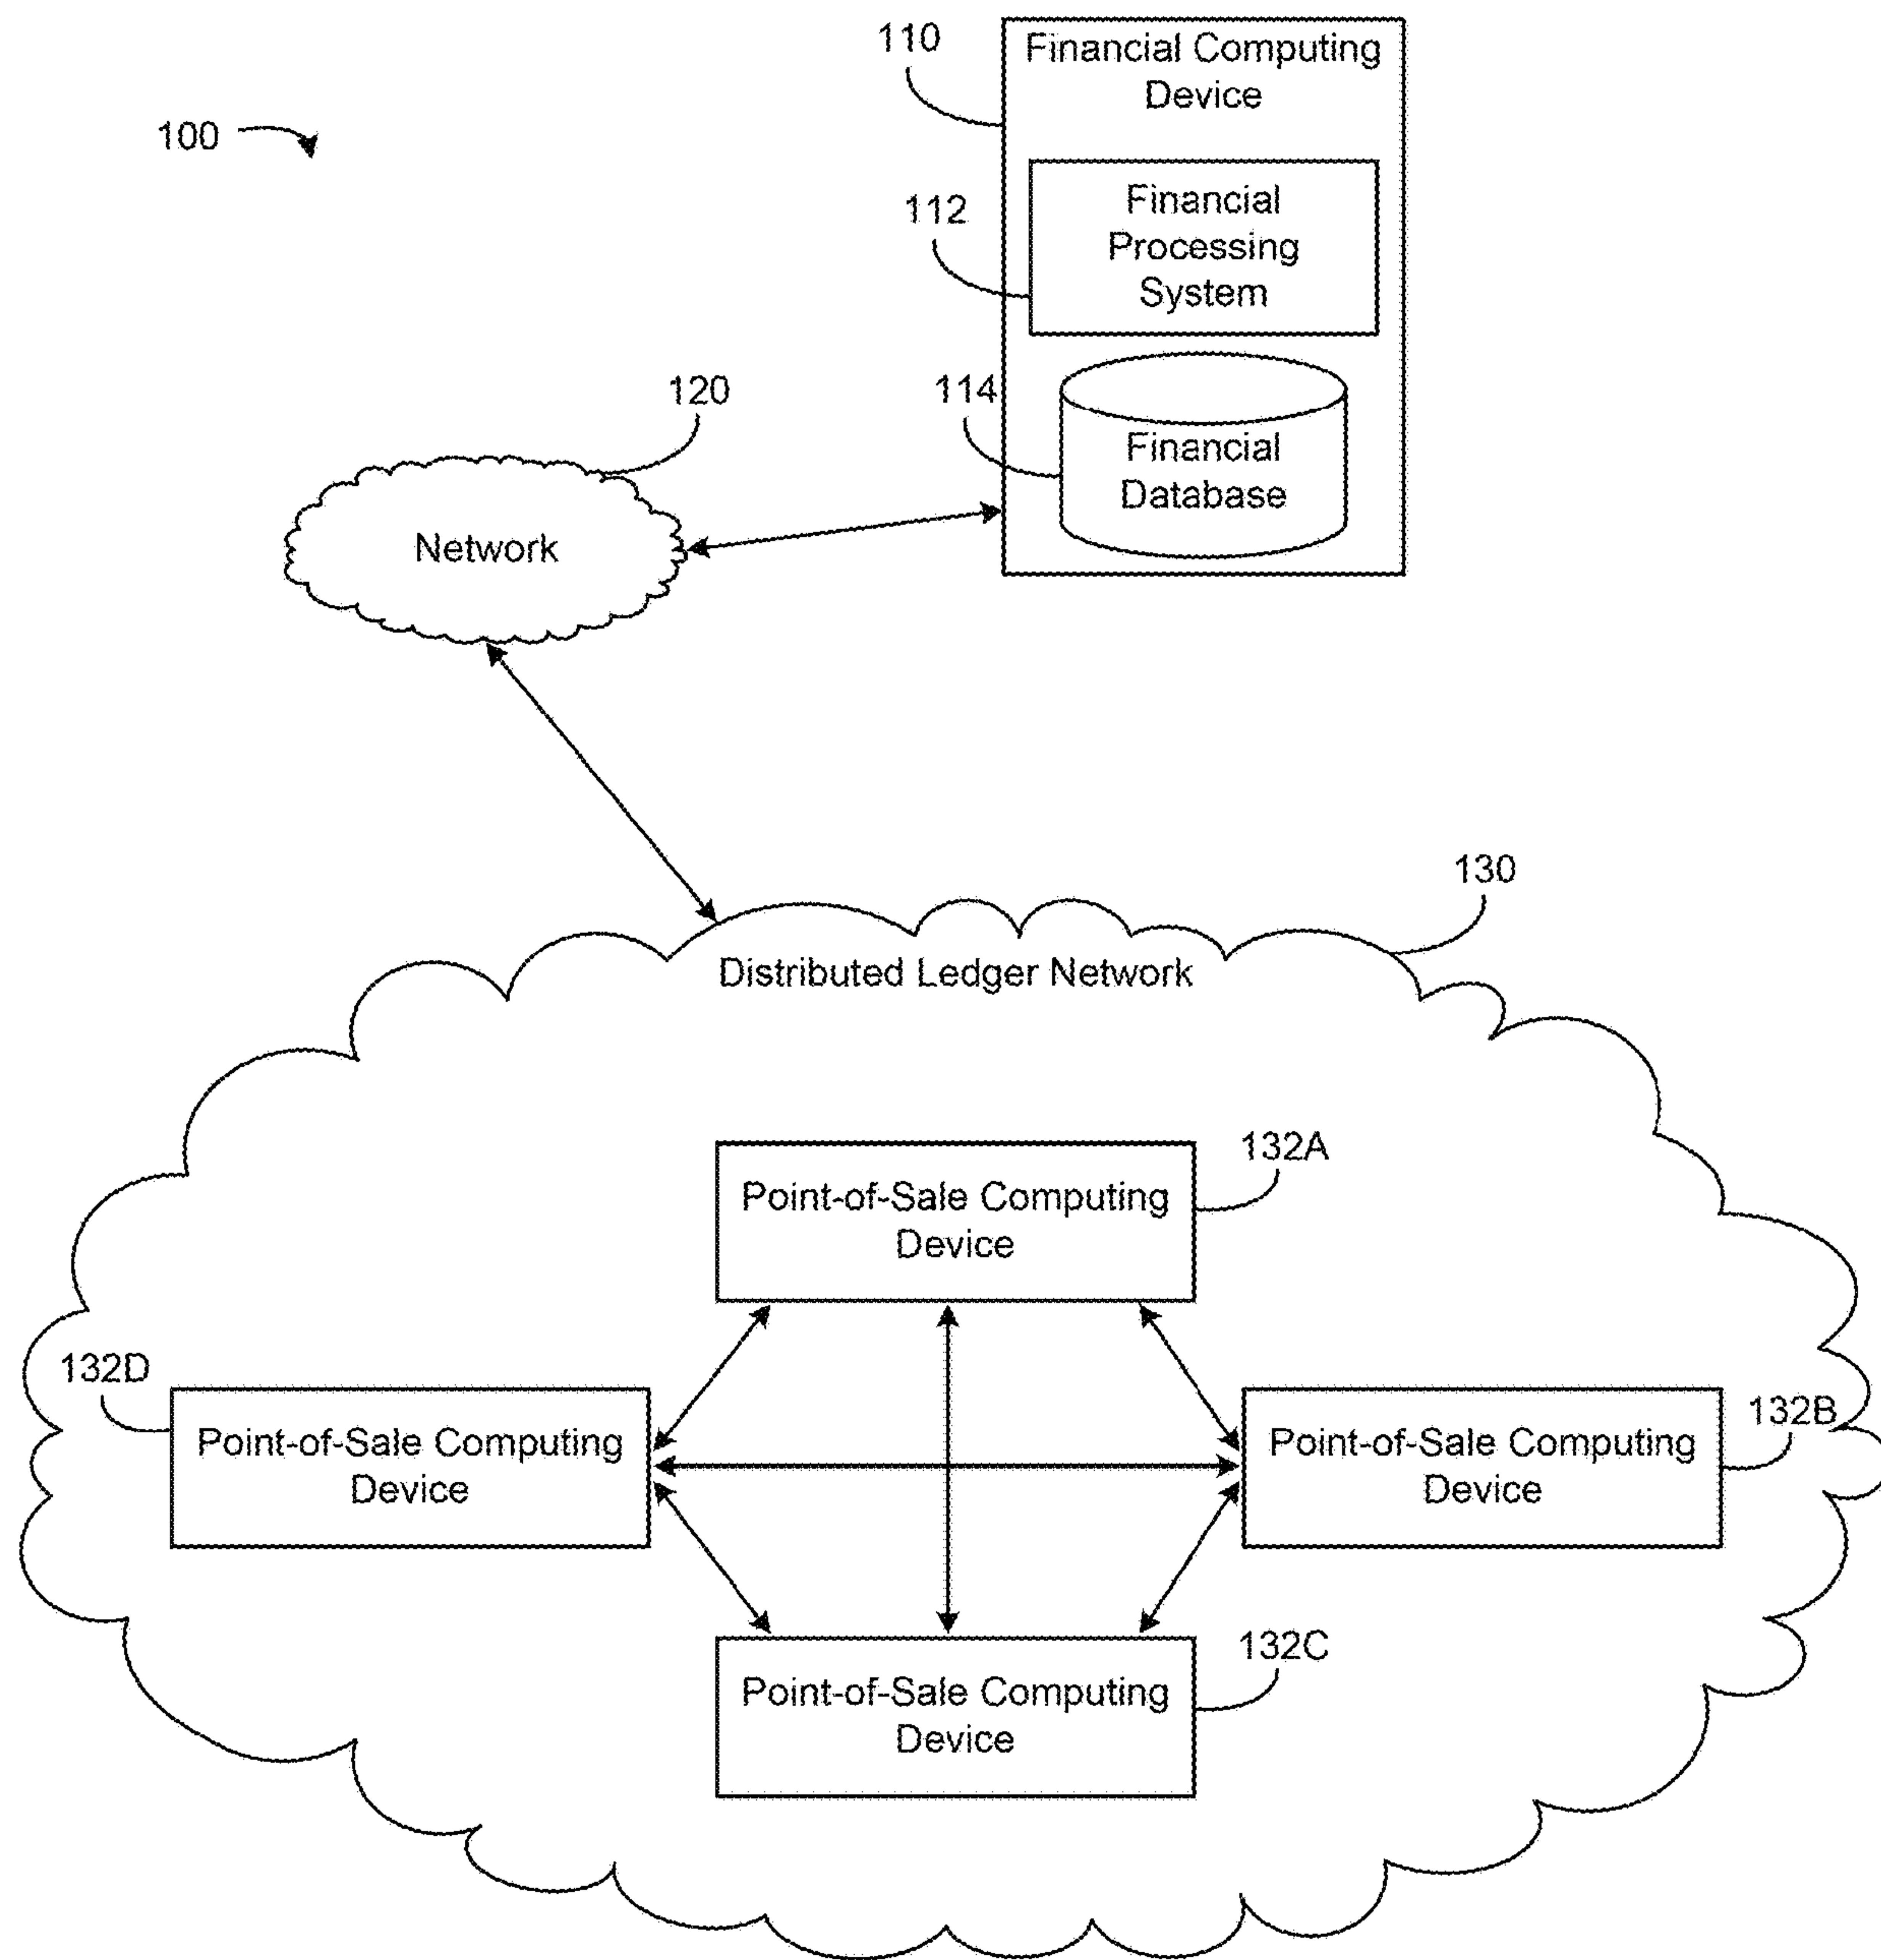 110
Financial Computing
Device
100
112
Financial
Processing
System
120
114
Financial
Database
Network
130
Distributed Ledger Network
132A
Point-of-Sale Computing
Device
132D
Point-of-Sale Computing
Device
132B
Point-of-Sale Computing
Device
132C
Point-of-Sale Computing
Device